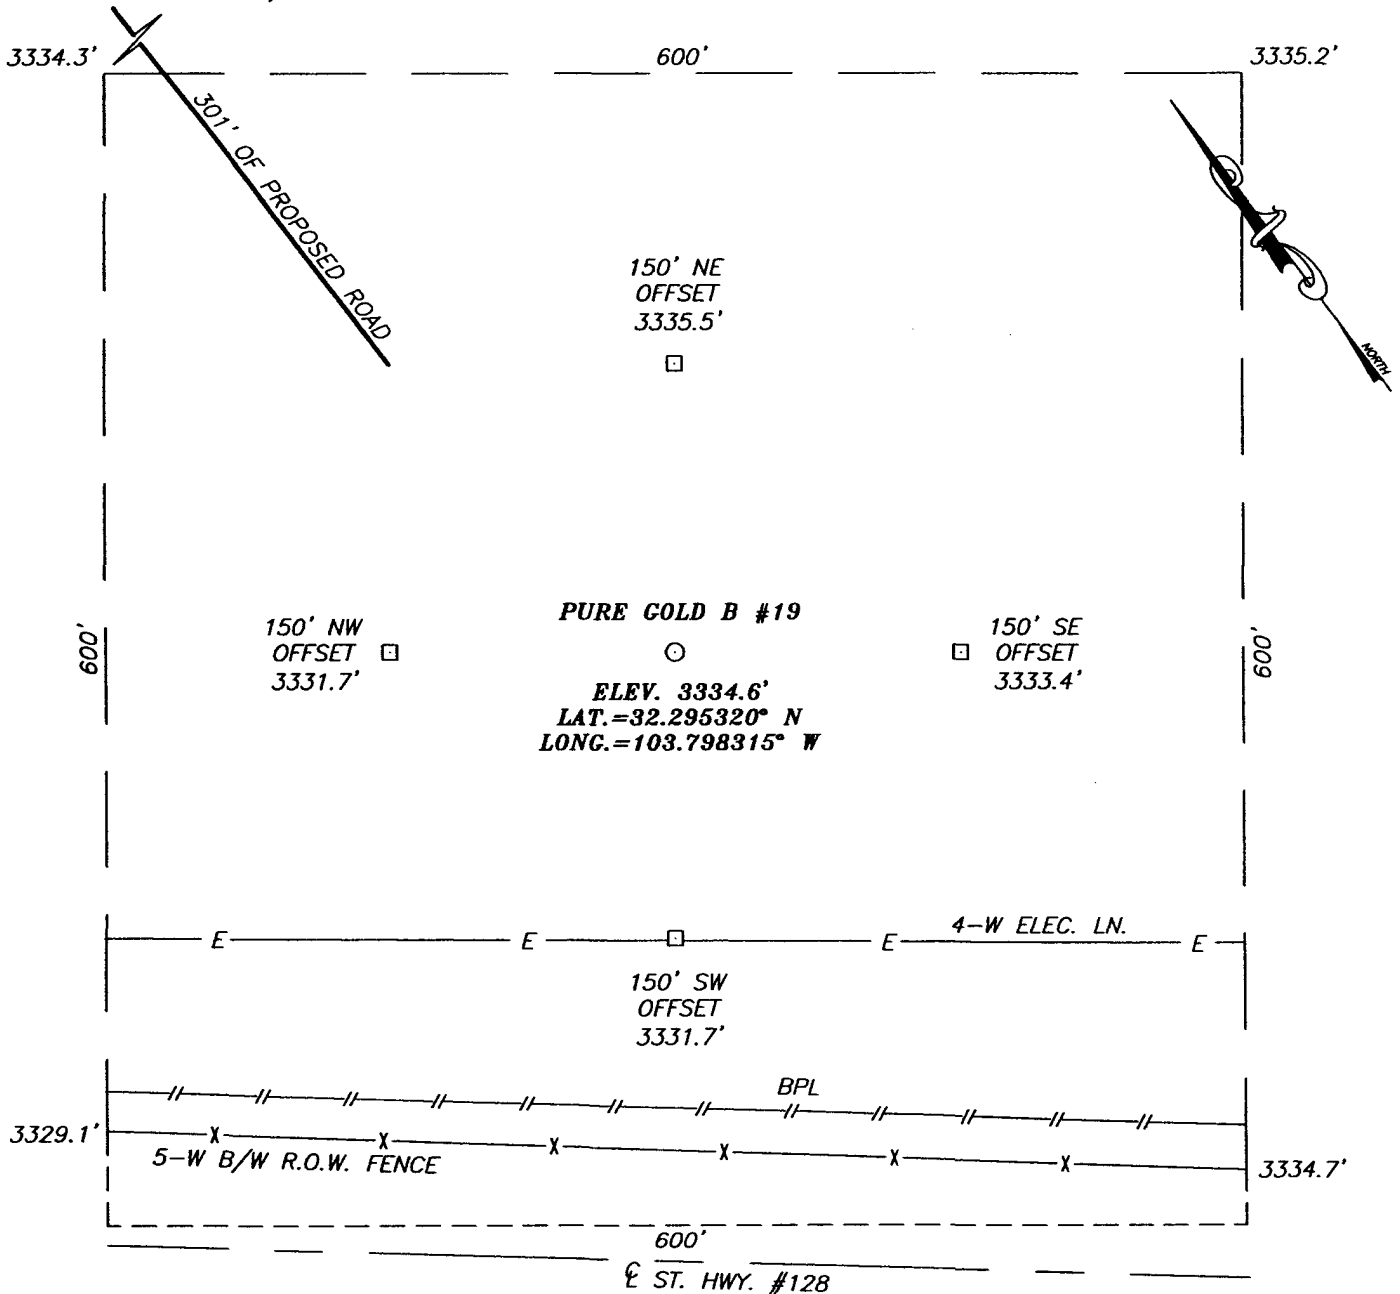 3334.3'
600'
3335.2'
301' OF PROPOSED ROAD
NORTH
150' NE
OFFSET
3335.5'
600'
150' NW
OFFSET
3331.7'
PURE GOLD B #19
ELEV. 3334.6'
LAT.=32.295320° N
LONG.=103.798315° W
150' SE
OFFSET
3333.4'
600'
E E E 4-W ELEC. LN. E
150' SW
OFFSET
3331.7'
BPL
3329.1'
X X X X X X
5-W B/W R.O.W. FENCE
3334.7'
600'
℄ ST. HWY. #128